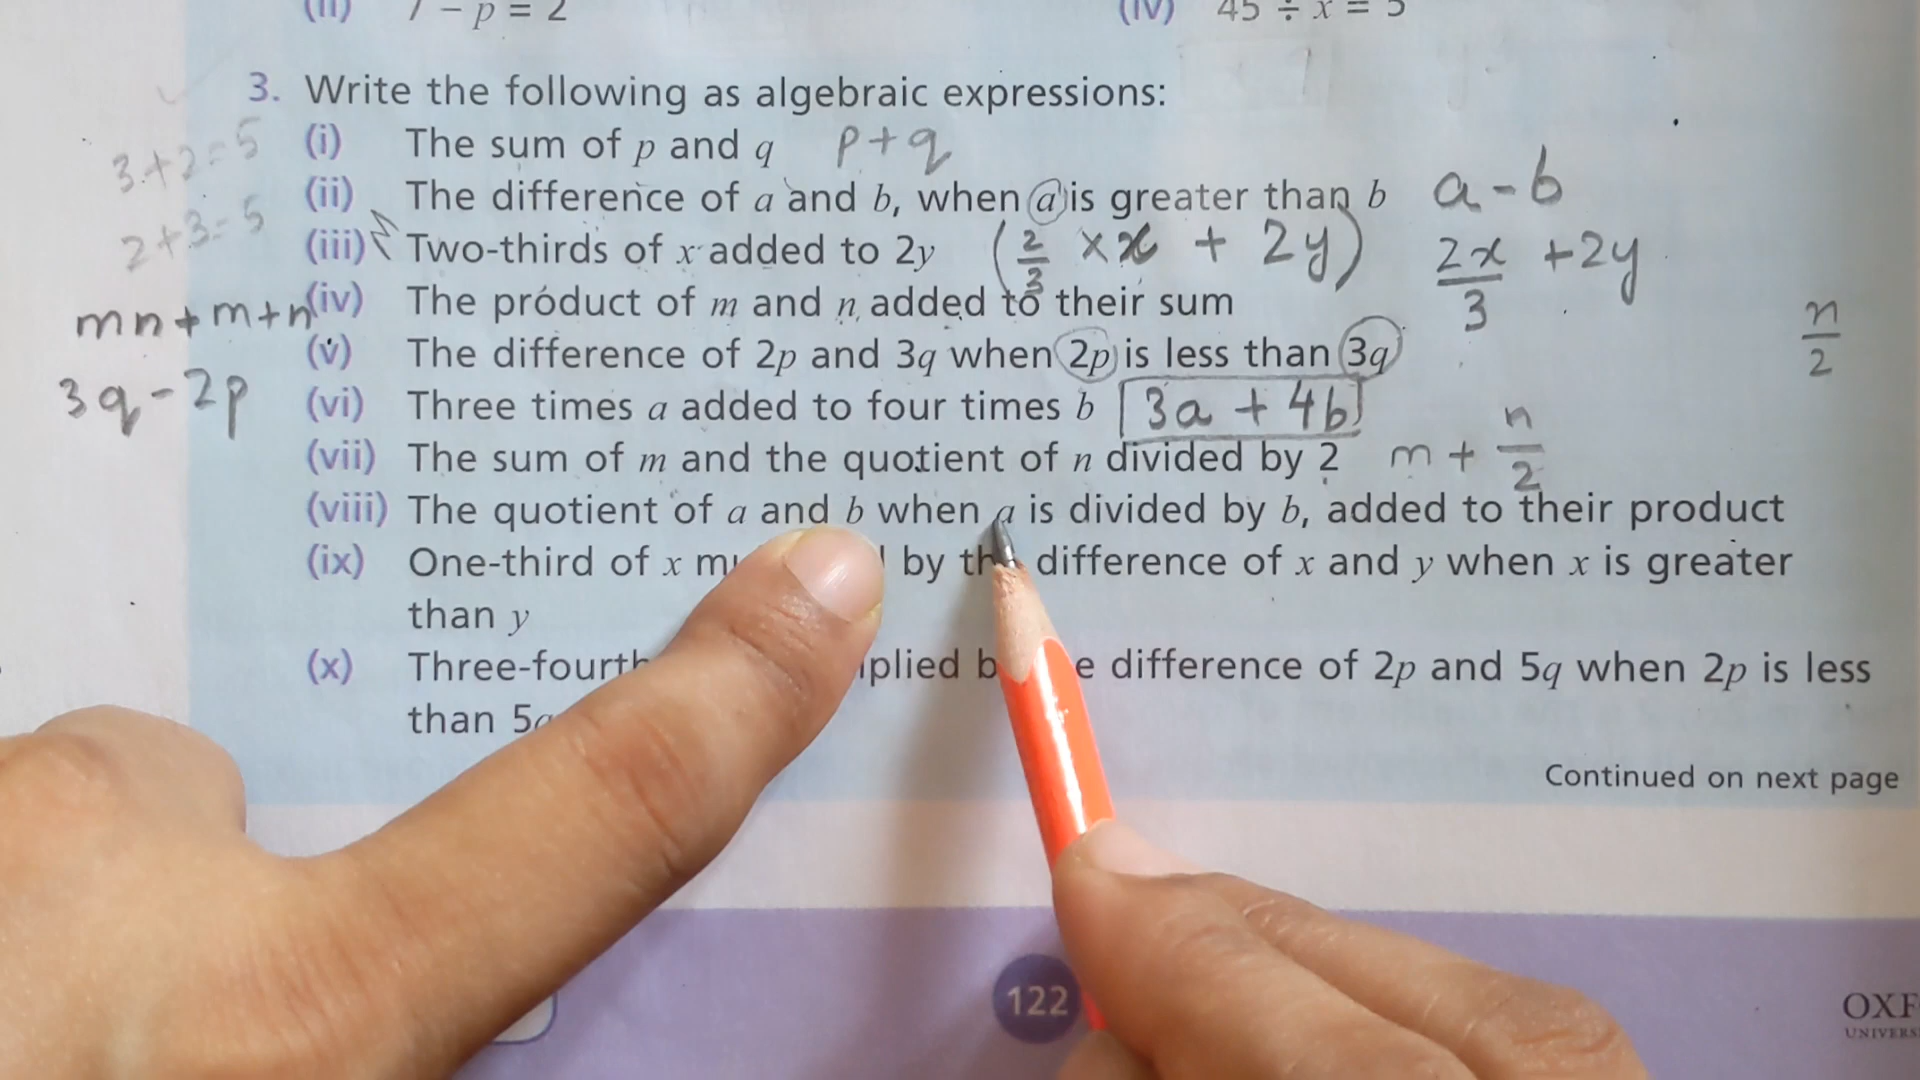 (ii) 7 – p = 2 (iv) 45 ÷ x = 5
3. Write the following as algebraic expressions:
3+2=5 (i) The sum of p and q p+q
(ii) The difference of a and b, when a is greater than b a-b
2+3=5 (iii) Two-thirds of x added to 2y (2/3 ×x + 2y) 2x/3 +2y
mn+m+n (iv) The product of m and n added to their sum
(v) The difference of 2p and 3q when 2p is less than 3q n/2
3q-2p (vi) Three times a added to four times b 3a + 4b
(vii) The sum of m and the quotient of n divided by 2 m + n/2
(viii) The quotient of a and b when a is divided by b, added to their product
(ix) One-third of x by difference of x and y when x is greater
than y
(x) difference of 2p and 5q when 2p is less
than
Continued on next page
122